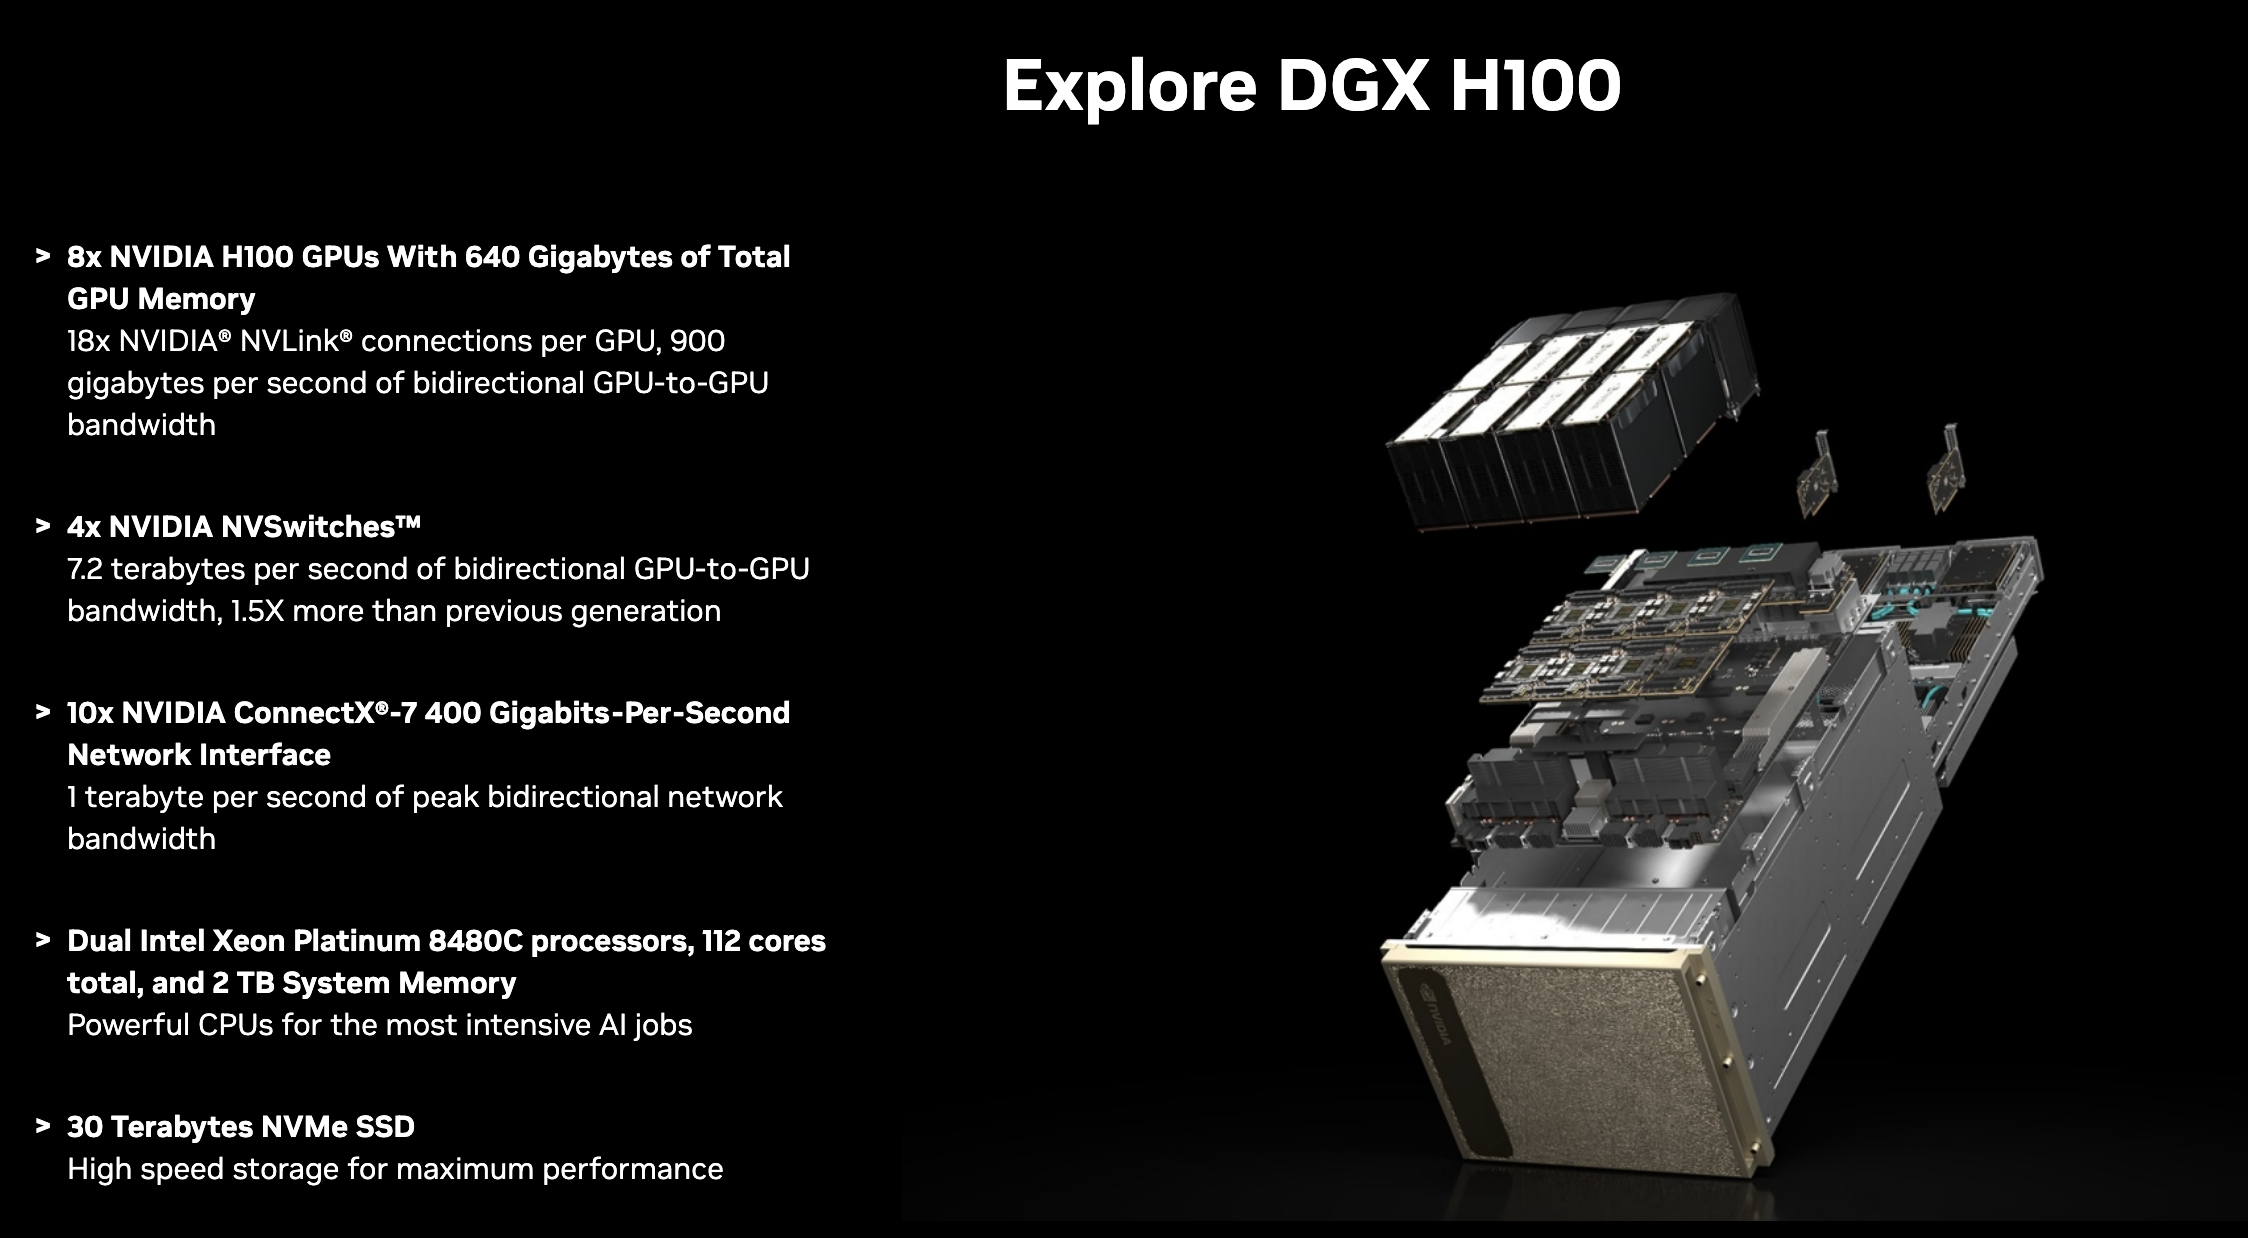 Explore DGX H100
> 8x NVIDIA H100 GPUs With 640 Gigabytes of Total
GPU Memory
18x NVIDIA® NVLink® connections per GPU, 900
gigabytes per second of bidirectional GPU-to-GPU
bandwidth
> 4x NVIDIA NVSwitches™
7.2 terabytes per second of bidirectional GPU-to-GPU
bandwidth, 1.5X more than previous generation
> 10x NVIDIA ConnectX®-7 400 Gigabits-Per-Second
Network Interface
1 terabyte per second of peak bidirectional network
bandwidth
> Dual Intel Xeon Platinum 8480C processors, 112 cores
total, and 2 TB System Memory
Powerful CPUs for the most intensive AI jobs
> 30 Terabytes NVMe SSD
High speed storage for maximum performance
NVIDIA